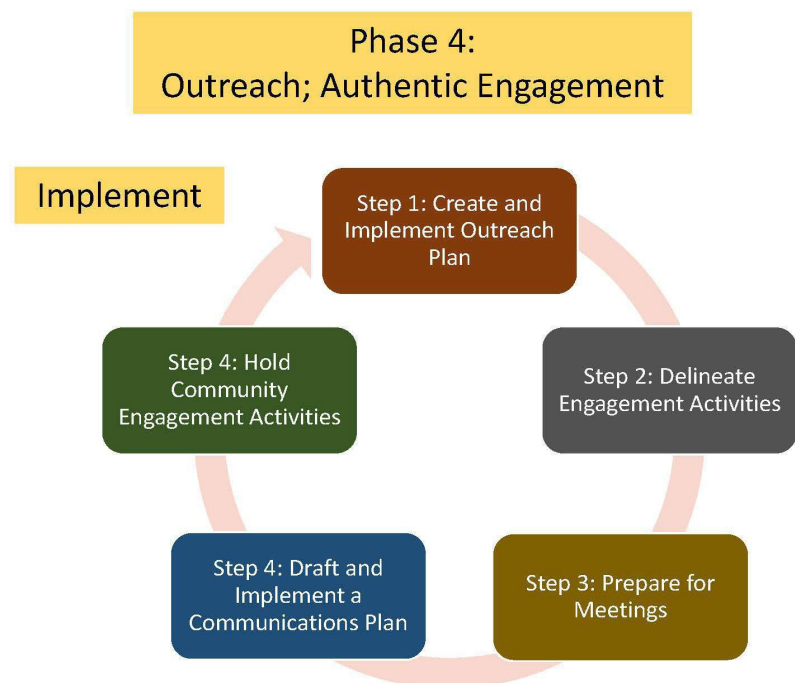 Phase 4:
Outreach; Authentic Engagement
Implement
Step 1: Create and
Implement Outreach
Plan
Step 2: Delineate
Engagement Activities
Step 3: Prepare for
Meetings
Step 4: Draft and
Implement a
Communications Plan
Step 4: Hold
Community
Engagement Activities